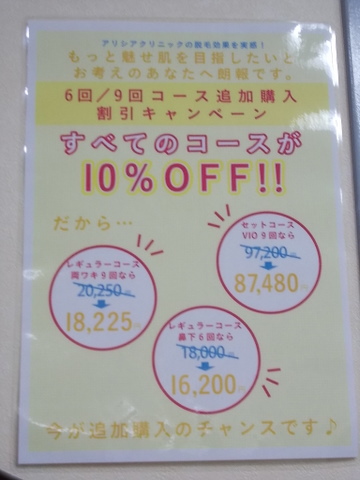 アリシアクリニックの脱毛効果を実感！
もっと魅せ肌を目指したいと
お考えのあなたへ朗報です。
6回／9回コース追加購入
割引キャンペーン
すべてのコースが
10%OFF!!
だから…
セットコース
VIO9回なら
97,200円
87,480円
レギュラーコース
両ワキ9回なら
20,250円
18,225円
レギュラーコース
鼻下6回なら
18,000円
16,200円
今が追加購入のチャンスです♪